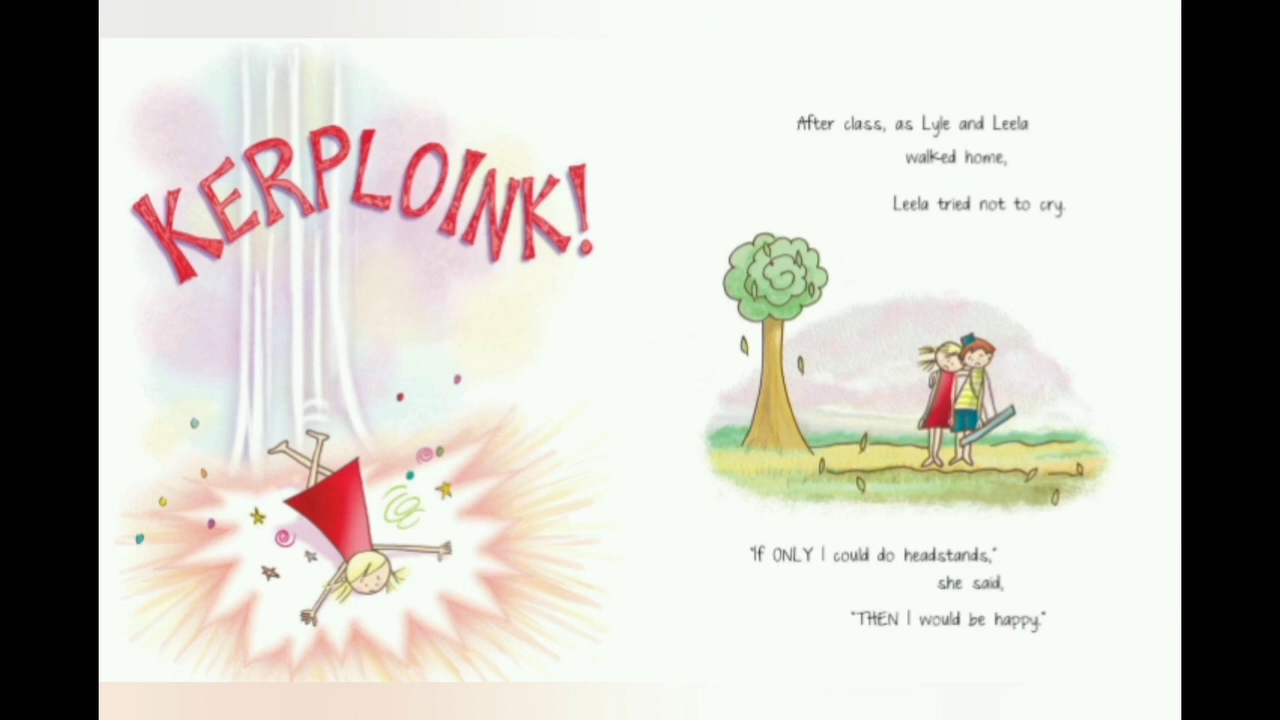 KERPLOINK!
After class, as Lyle and Leela
walked home,
Leela tried not to cry.
"If ONLY I could do headstands,"
she said,
"THEN I would be happy."